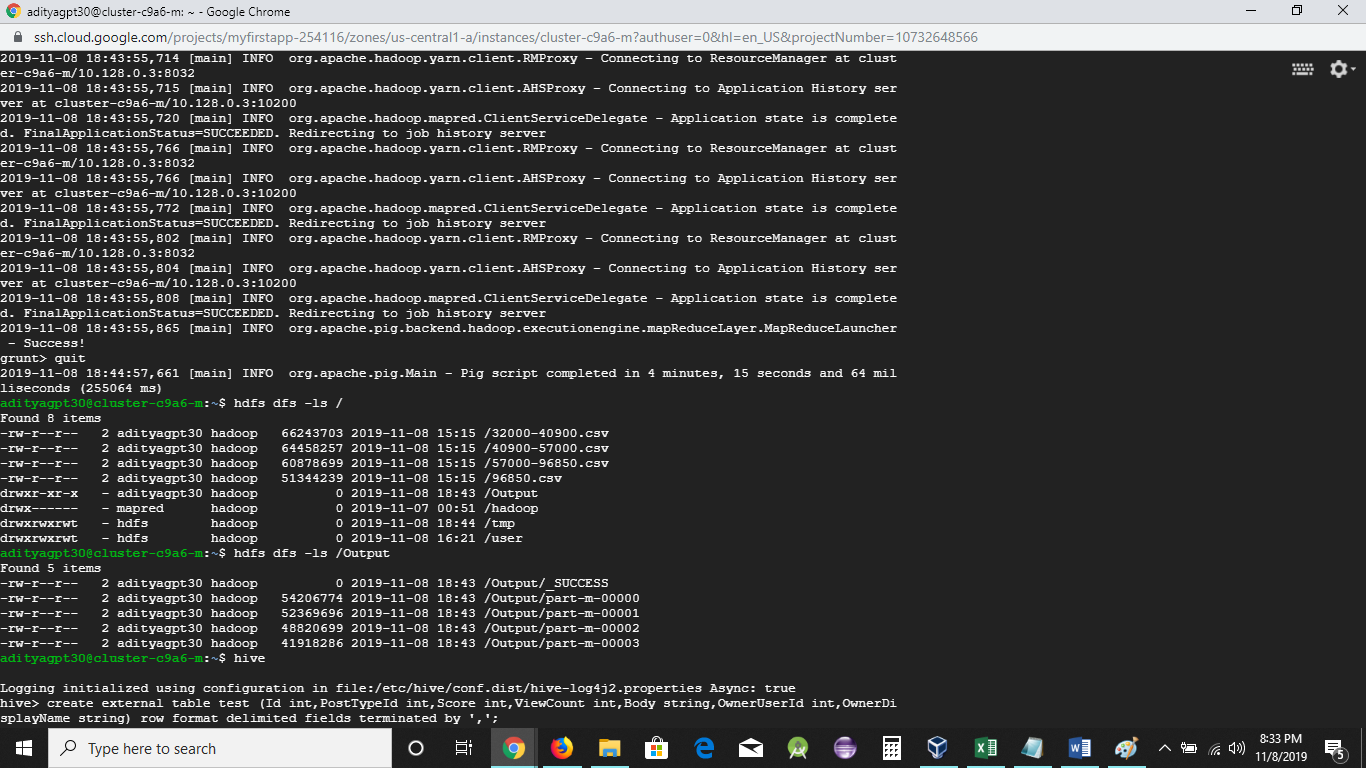 adityagpt30@cluster-c9a6-m: ~ - Google Chrome
ssh.cloud.google.com/projects/myfirstapp-254116/zones/us-central1-a/instances/cluster-c9a6-m?authuser=0&hl=en_US&projectNumber=10732648566
2019-11-08 18:43:55,714 [main] INFO  org.apache.hadoop.yarn.client.RMProxy - Connecting to ResourceManager at clust
er-c9a6-m/10.128.0.3:8032
2019-11-08 18:43:55,715 [main] INFO  org.apache.hadoop.yarn.client.AHSProxy - Connecting to Application History ser
ver at cluster-c9a6-m/10.128.0.3:10200
2019-11-08 18:43:55,720 [main] INFO  org.apache.hadoop.mapred.ClientServiceDelegate - Application state is complete
d. FinalApplicationStatus=SUCCEEDED. Redirecting to job history server
2019-11-08 18:43:55,766 [main] INFO  org.apache.hadoop.yarn.client.RMProxy - Connecting to ResourceManager at clust
er-c9a6-m/10.128.0.3:8032
2019-11-08 18:43:55,766 [main] INFO  org.apache.hadoop.yarn.client.AHSProxy - Connecting to Application History ser
ver at cluster-c9a6-m/10.128.0.3:10200
2019-11-08 18:43:55,772 [main] INFO  org.apache.hadoop.mapred.ClientServiceDelegate - Application state is complete
d. FinalApplicationStatus=SUCCEEDED. Redirecting to job history server
2019-11-08 18:43:55,802 [main] INFO  org.apache.hadoop.yarn.client.RMProxy - Connecting to ResourceManager at clust
er-c9a6-m/10.128.0.3:8032
2019-11-08 18:43:55,804 [main] INFO  org.apache.hadoop.yarn.client.AHSProxy - Connecting to Application History ser
ver at cluster-c9a6-m/10.128.0.3:10200
2019-11-08 18:43:55,808 [main] INFO  org.apache.hadoop.mapred.ClientServiceDelegate - Application state is complete
d. FinalApplicationStatus=SUCCEEDED. Redirecting to job history server
2019-11-08 18:43:55,865 [main] INFO  org.apache.pig.backend.hadoop.executionengine.mapReduceLayer.MapReduceLauncher
 - Success!
grunt> quit
2019-11-08 18:44:57,661 [main] INFO  org.apache.pig.Main - Pig script completed in 4 minutes, 15 seconds and 64 mil
liseconds (255064 ms)
adityagpt30@cluster-c9a6-m:~$ hdfs dfs -ls /
Found 8 items
-rw-r--r--   2 adityagpt30 hadoop   66243703 2019-11-08 15:15 /32000-40900.csv
-rw-r--r--   2 adityagpt30 hadoop   64458257 2019-11-08 15:15 /40900-57000.csv
-rw-r--r--   2 adityagpt30 hadoop   60878699 2019-11-08 15:15 /57000-96850.csv
-rw-r--r--   2 adityagpt30 hadoop   51344239 2019-11-08 15:15 /96850.csv
drwxr-xr-x   - adityagpt30 hadoop          0 2019-11-08 18:43 /Output
drwx------   - mapred      hadoop          0 2019-11-07 00:51 /hadoop
drwxrwxrwt   - hdfs        hadoop          0 2019-11-08 18:44 /tmp
drwxrwxrwt   - hdfs        hadoop          0 2019-11-08 16:21 /user
adityagpt30@cluster-c9a6-m:~$ hdfs dfs -ls /Output
Found 5 items
-rw-r--r--   2 adityagpt30 hadoop          0 2019-11-08 18:43 /Output/_SUCCESS
-rw-r--r--   2 adityagpt30 hadoop   54206774 2019-11-08 18:43 /Output/part-m-00000
-rw-r--r--   2 adityagpt30 hadoop   52369696 2019-11-08 18:43 /Output/part-m-00001
-rw-r--r--   2 adityagpt30 hadoop   48820699 2019-11-08 18:43 /Output/part-m-00002
-rw-r--r--   2 adityagpt30 hadoop   41918286 2019-11-08 18:43 /Output/part-m-00003
adityagpt30@cluster-c9a6-m:~$ hive
Logging initialized using configuration in file:/etc/hive/conf.dist/hive-log4j2.properties Async: true
hive> create external table test (Id int,PostTypeId int,Score int,ViewCount int,Body string,OwnerUserId int,OwnerDi
splayName string) row format delimited fields terminated by ',';
Type here to search
8:33 PM
11/8/2019
5